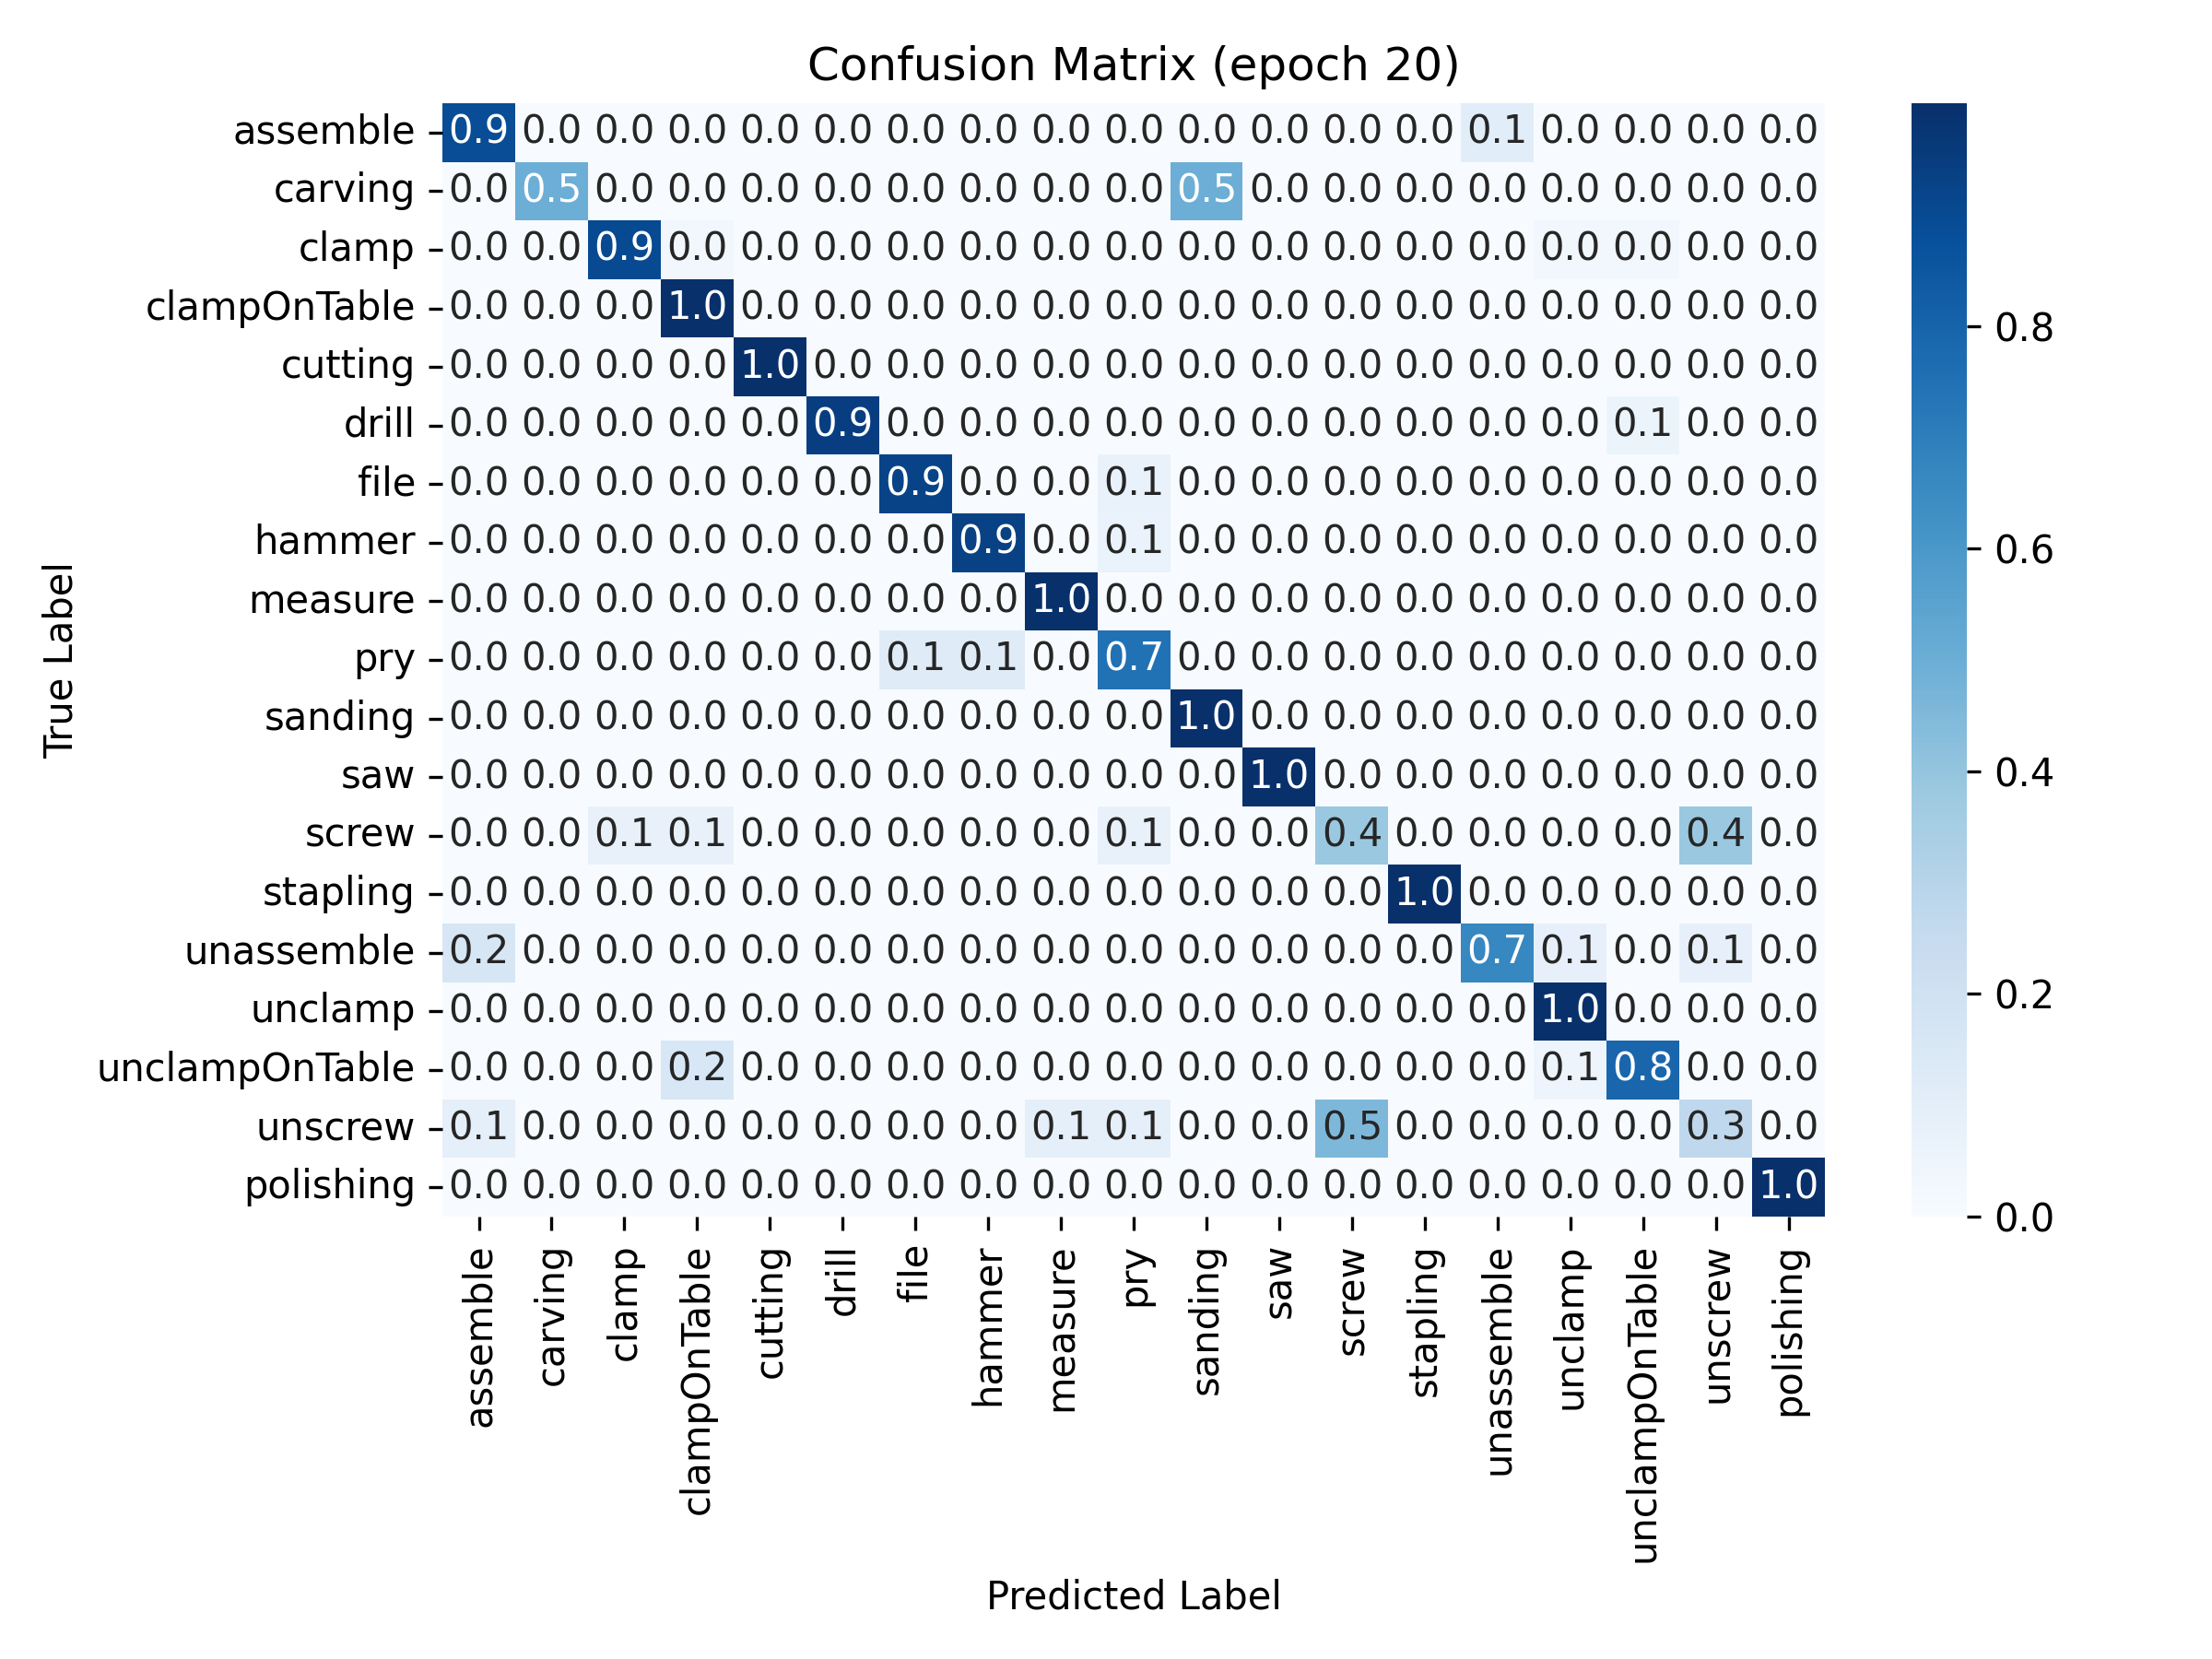 Confusion Matrix (epoch 20)
True Label
assemble 0.9 0.0 0.0 0.0 0.0 0.0 0.0 0.0 0.0 0.0 0.0 0.0 0.0 0.0 0.1 0.0 0.0 0.0 0.0
carving 0.0 0.5 0.0 0.0 0.0 0.0 0.0 0.0 0.0 0.0 0.5 0.0 0.0 0.0 0.0 0.0 0.0 0.0 0.0
clamp 0.0 0.0 0.9 0.0 0.0 0.0 0.0 0.0 0.0 0.0 0.0 0.0 0.0 0.0 0.0 0.0 0.0 0.0 0.0
clampOnTable 0.0 0.0 0.0 1.0 0.0 0.0 0.0 0.0 0.0 0.0 0.0 0.0 0.0 0.0 0.0 0.0 0.0 0.0 0.0
cutting 0.0 0.0 0.0 0.0 1.0 0.0 0.0 0.0 0.0 0.0 0.0 0.0 0.0 0.0 0.0 0.0 0.0 0.0 0.0
drill 0.0 0.0 0.0 0.0 0.0 0.9 0.0 0.0 0.0 0.0 0.0 0.0 0.0 0.0 0.0 0.0 0.1 0.0 0.0
file 0.0 0.0 0.0 0.0 0.0 0.0 0.9 0.0 0.0 0.1 0.0 0.0 0.0 0.0 0.0 0.0 0.0 0.0 0.0
hammer 0.0 0.0 0.0 0.0 0.0 0.0 0.0 0.9 0.0 0.1 0.0 0.0 0.0 0.0 0.0 0.0 0.0 0.0 0.0
measure 0.0 0.0 0.0 0.0 0.0 0.0 0.0 0.0 1.0 0.0 0.0 0.0 0.0 0.0 0.0 0.0 0.0 0.0 0.0
pry 0.0 0.0 0.0 0.0 0.0 0.0 0.1 0.1 0.0 0.7 0.0 0.0 0.0 0.0 0.0 0.0 0.0 0.0 0.0
sanding 0.0 0.0 0.0 0.0 0.0 0.0 0.0 0.0 0.0 0.0 1.0 0.0 0.0 0.0 0.0 0.0 0.0 0.0 0.0
saw 0.0 0.0 0.0 0.0 0.0 0.0 0.0 0.0 0.0 0.0 0.0 1.0 0.0 0.0 0.0 0.0 0.0 0.0 0.0
screw 0.0 0.0 0.1 0.1 0.0 0.0 0.0 0.0 0.0 0.1 0.0 0.0 0.4 0.0 0.0 0.0 0.0 0.4 0.0
stapling 0.0 0.0 0.0 0.0 0.0 0.0 0.0 0.0 0.0 0.0 0.0 0.0 0.0 1.0 0.0 0.0 0.0 0.0 0.0
unassemble 0.2 0.0 0.0 0.0 0.0 0.0 0.0 0.0 0.0 0.0 0.0 0.0 0.0 0.0 0.7 0.1 0.0 0.1 0.0
unclamp 0.0 0.0 0.0 0.0 0.0 0.0 0.0 0.0 0.0 0.0 0.0 0.0 0.0 0.0 0.0 1.0 0.0 0.0 0.0
unclampOnTable 0.0 0.0 0.0 0.2 0.0 0.0 0.0 0.0 0.0 0.0 0.0 0.0 0.0 0.0 0.0 0.1 0.8 0.0 0.0
unscrew 0.1 0.0 0.0 0.0 0.0 0.0 0.0 0.0 0.1 0.1 0.0 0.0 0.5 0.0 0.0 0.0 0.0 0.3 0.0
polishing 0.0 0.0 0.0 0.0 0.0 0.0 0.0 0.0 0.0 0.0 0.0 0.0 0.0 0.0 0.0 0.0 0.0 0.0 1.0
assemble carving clamp clampOnTable cutting drill file hammer measure pry sanding saw screw stapling unassemble unclamp unclampOnTable unscrew polishing
Predicted Label
0.8
0.6
0.4
0.2
0.0